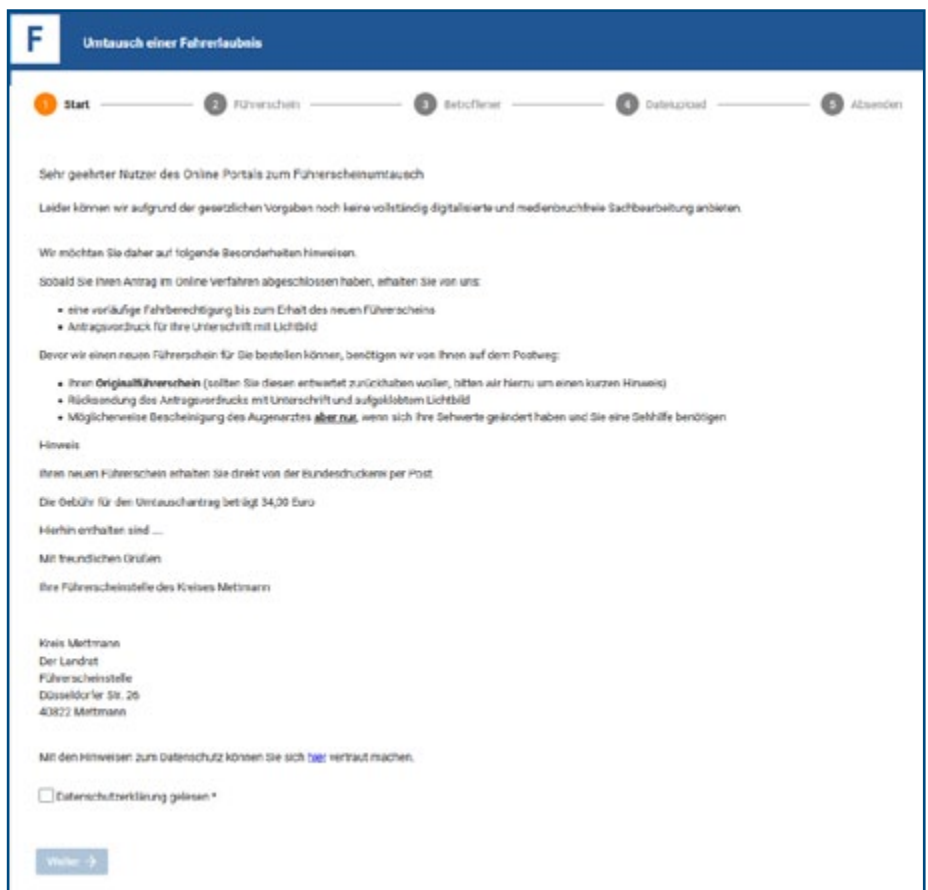 F
Umtausch einer Fahrerlaubnis
1 Start 2 Führerschein 3 Betroffener 4 Dateiupload 5 Absenden
Sehr geehrter Nutzer des Online Portals zum Führerscheinumtausch
Leider können wir aufgrund der gesetzlichen Vorgaben noch keine vollständig digitalisierte und medienbruchfreie Sachbearbeitung anbieten.
Wir möchten Sie daher auf folgende Besonderheiten hinweisen.
Sobald Sie Ihren Antrag im Online Verfahren abgeschlossen haben, erhalten Sie von uns:
• eine vorläufige Fahrberechtigung bis zum Erhalt des neuen Führerscheins
• Antragsvordruck für Ihre Unterschrift mit Lichtbild
Bevor wir einen neuen Führerschein für Sie bestellen können, benötigen wir von Ihnen auf dem Postweg:
• Ihren Originalführerschein (sollten Sie diesen entwertet zurückhaben wollen, bitten wir hierzu um einen kurzen Hinweis)
• Rücksendung des Antragsvordrucks mit Unterschrift und aufgeklebtem Lichtbild
• Möglicherweise Bescheinigung des Augenarztes aber nur, wenn sich Ihre Sehwerte geändert haben und Sie eine Sehhilfe benötigen
Hinweis
Ihren neuen Führerschein erhalten Sie direkt von der Bundesdruckerei per Post
Die Gebühr für den Umtauschantrag beträgt 34,00 Euro
Hierhin enthalten sind ....
Mit freundlichen Grüßen
Ihre Führerscheinstelle des Kreises Mettmann
Kreis Mettmann
Der Landrat
Führerscheinstelle
Düsseldorfer Str. 26
40822 Mettmann
Mit den Hinweisen zum Datenschutz können Sie sich hier vertraut machen.
Datenschutzerklärung gelesen *
Weiter →